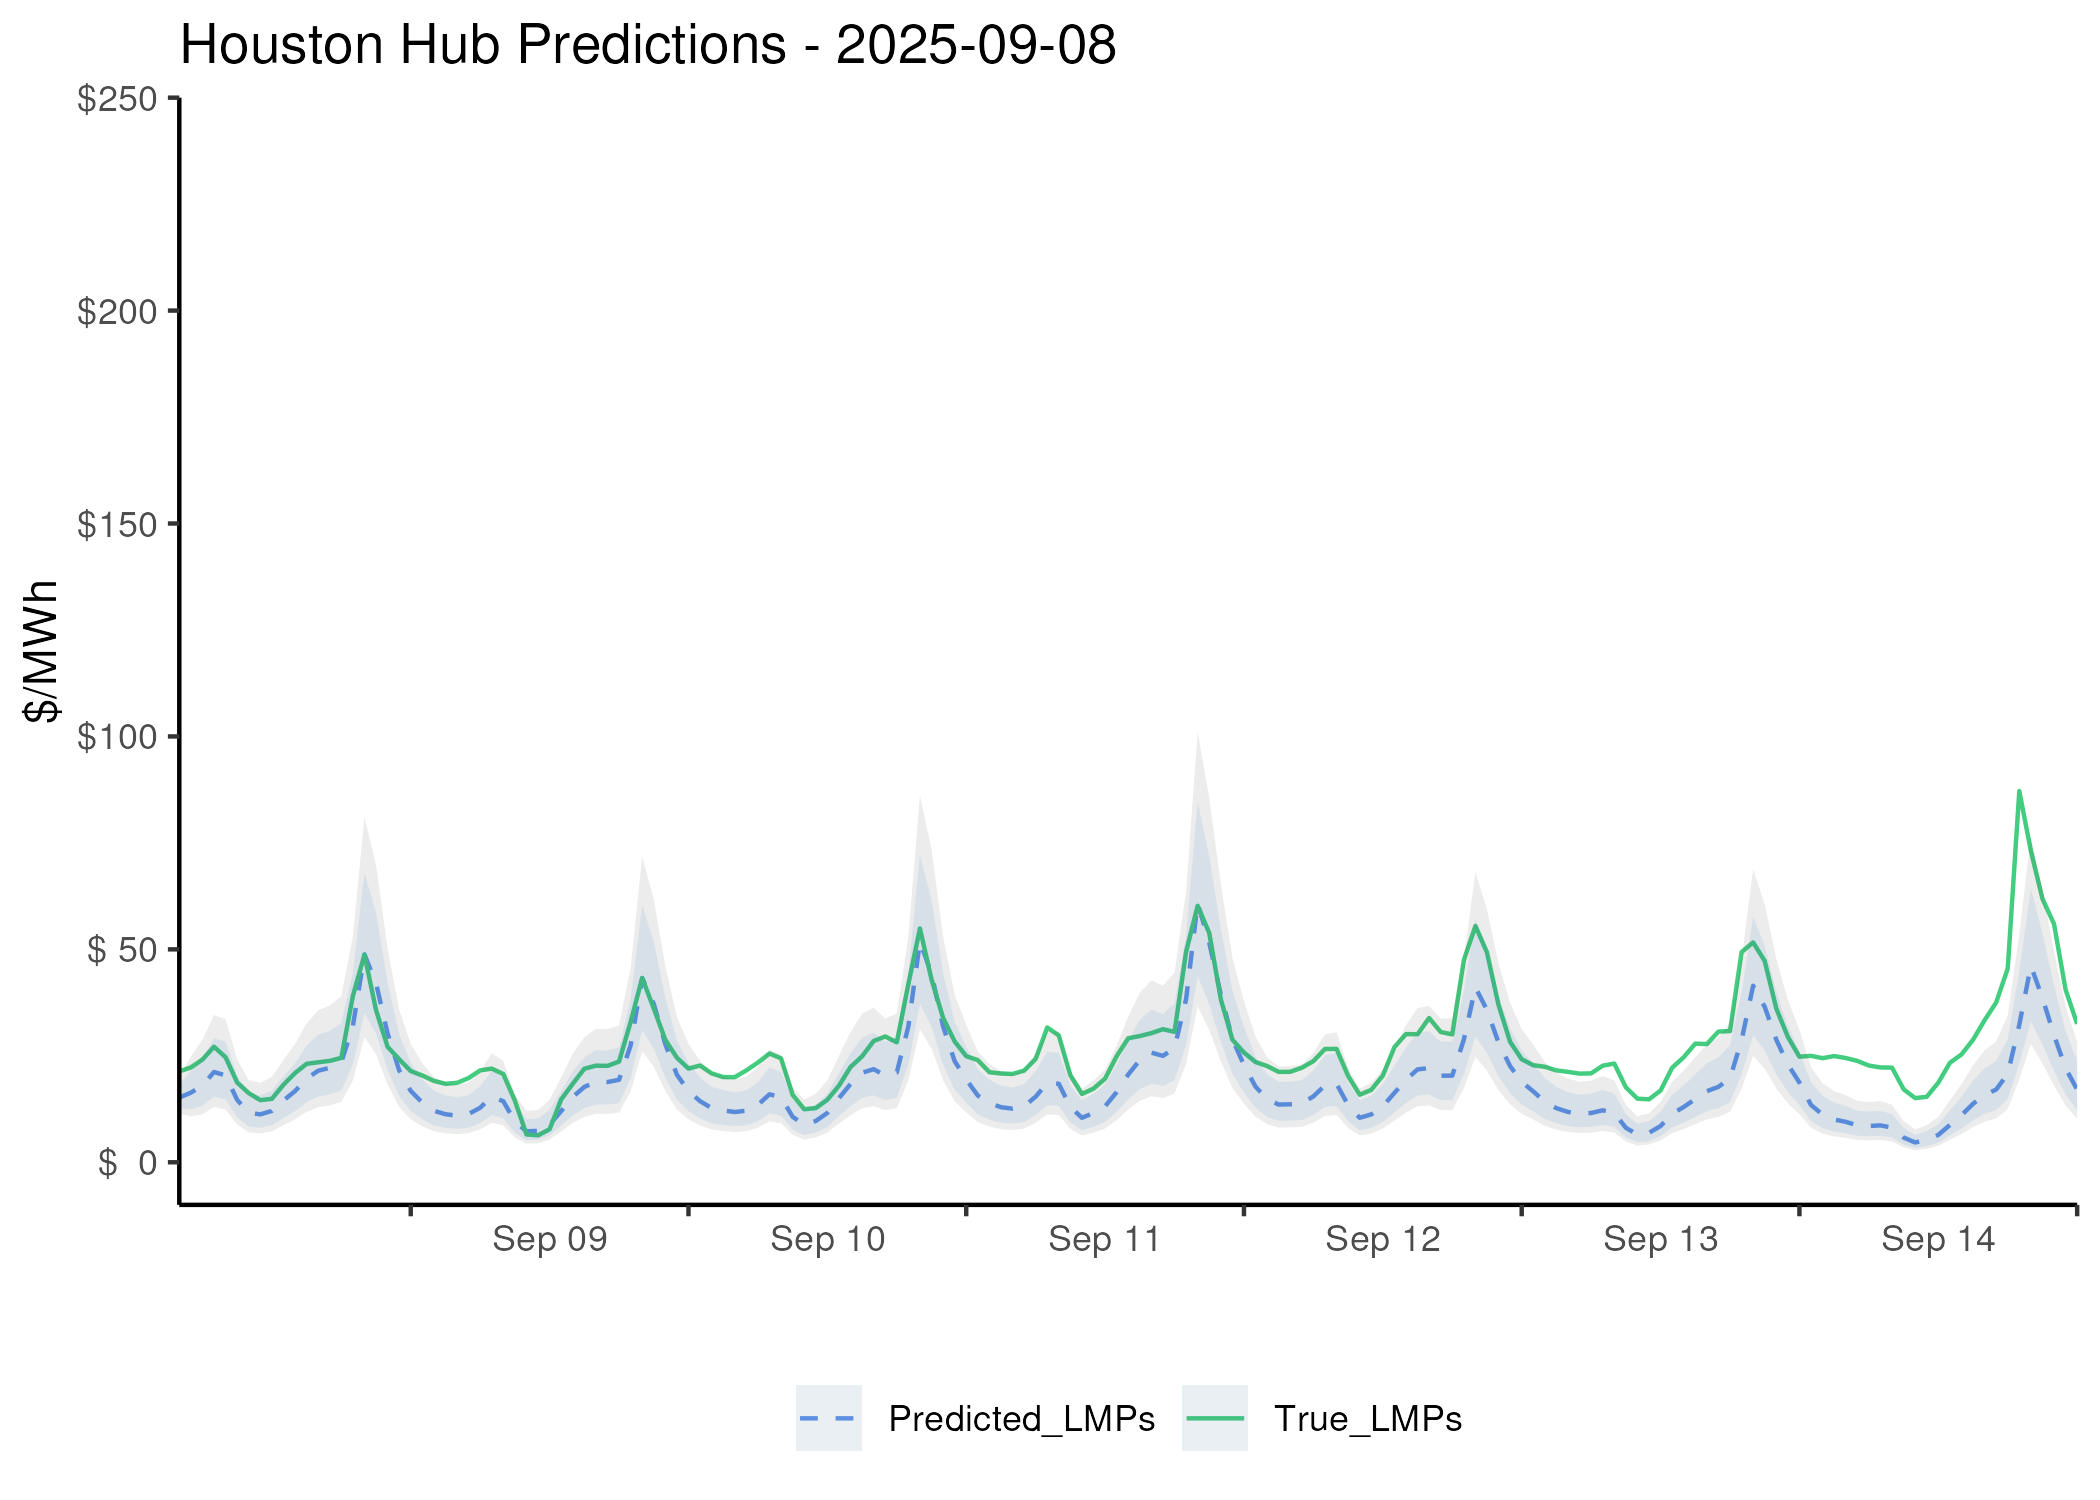 Houston Hub Predictions - 2025-09-08
$250
$200
$150
$100
$ 50
$  0
$/MWh
Sep 09
Sep 10
Sep 11
Sep 12
Sep 13
Sep 14
Predicted_LMPs
True_LMPs